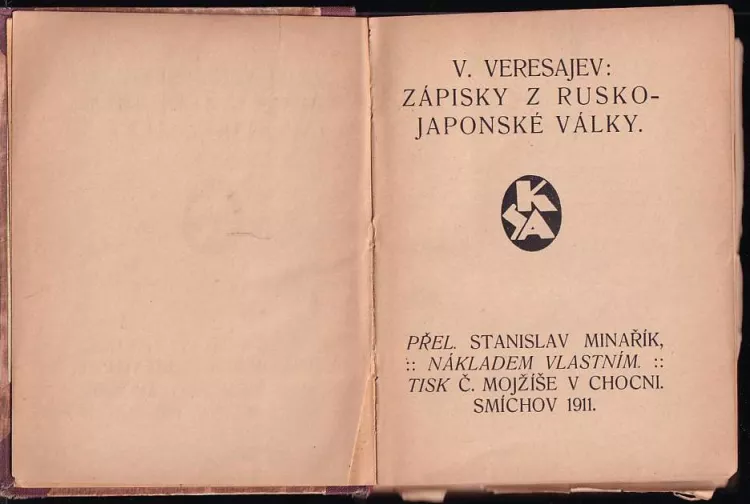 V. VERESAJEV:
ZÁPISKY Z RUSKO-
JAPONSKÉ VÁLKY.
KSA
PŘEL. STANISLAV MINAŘÍK,
:: NÁKLADEM VLASTNÍM. ::
TISK Č. MOJŽÍŠE V CHOCNI.
SMÍCHOV 1911.